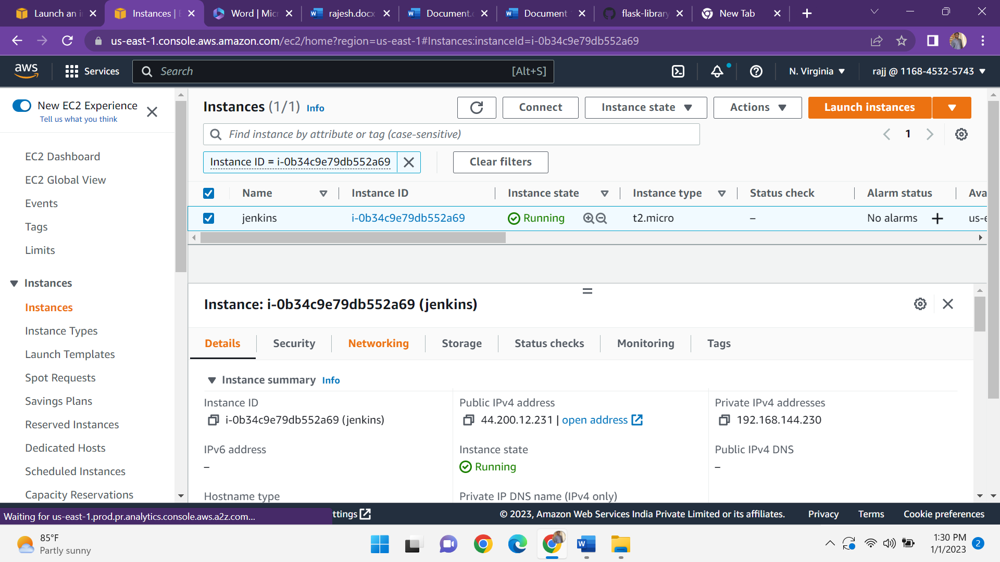 Launch an i
Instances | E
Word | Micr
rajesh.docx
Document.d
Document
flask-library
New Tab
us-east-1.console.aws.amazon.com/ec2/home?region=us-east-1#Instances:instanceId=i-0b34c9e79db552a69
aws
Services
Search
[Alt+S]
N. Virginia
rajj @ 1168-4532-5743
New EC2 Experience
Tell us what you think
EC2 Dashboard
EC2 Global View
Events
Tags
Limits
Instances
Instances
Instance Types
Launch Templates
Spot Requests
Savings Plans
Reserved Instances
Dedicated Hosts
Scheduled Instances
Capacity Reservations
Instances (1/1) Info
Connect
Instance state
Actions
Launch instances
Find instance by attribute or tag (case-sensitive)
1
Instance ID = i-0b34c9e79db552a69
Clear filters
Name Instance ID Instance state Instance type Status check Alarm status Ava
jenkins i-0b34c9e79db552a69 Running t2.micro – No alarms + us-e
Instance: i-0b34c9e79db552a69 (jenkins)
Details Security Networking Storage Status checks Monitoring Tags
Instance summary Info
Instance ID
i-0b34c9e79db552a69 (jenkins)
Public IPv4 address
44.200.12.231 | open address
Private IPv4 addresses
192.168.144.230
IPv6 address
–
Instance state
Running
Public IPv4 DNS
–
Hostname type
Private IP DNS name (IPv4 only)
Waiting for us-east-1.prod.pr.analytics.console.aws.a2z.com...
ttings
© 2023, Amazon Web Services India Private Limited or its affiliates.
Privacy
Terms
Cookie preferences
85°F
Partly sunny
1:30 PM
1/1/2023
2